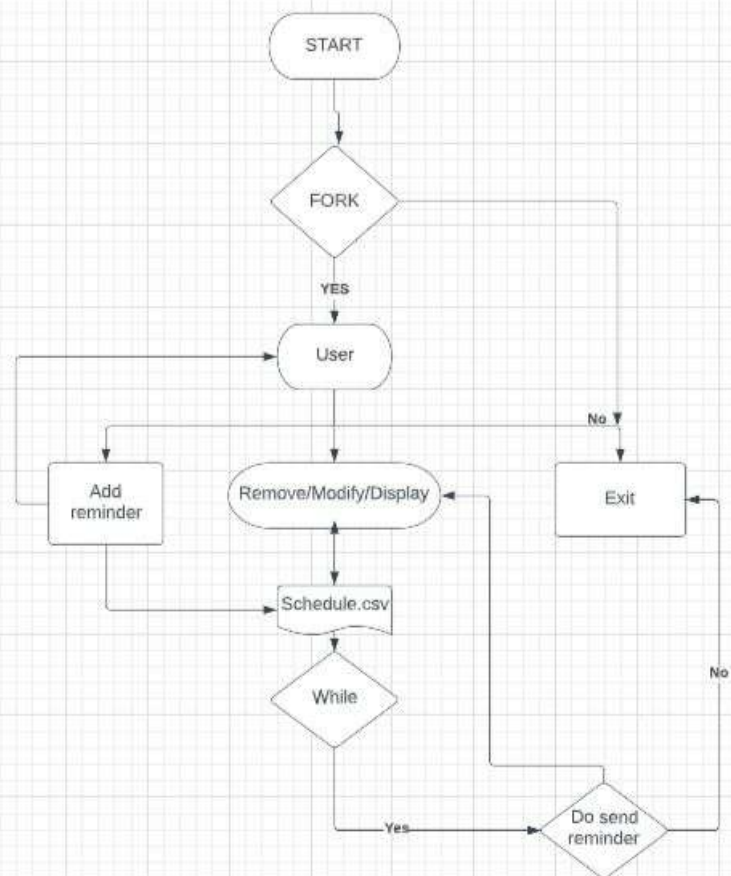 START
FORK
YES
User
No
Add
reminder
Remove/Modify/Display
Exit
Schedule.csv
While
No
Yes
Do send
reminder